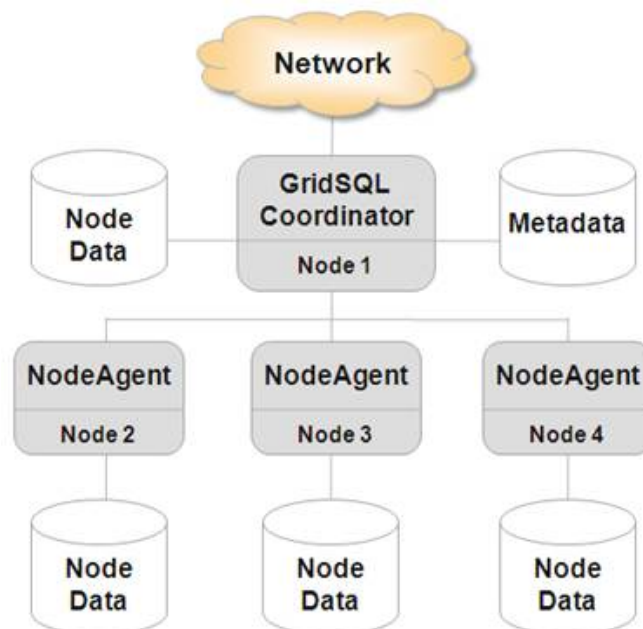 Network
GridSQL
Coordinator
Node 1
Node
Data
Metadata
NodeAgent
Node 2
NodeAgent
Node 3
NodeAgent
Node 4
Node
Data
Node
Data
Node
Data